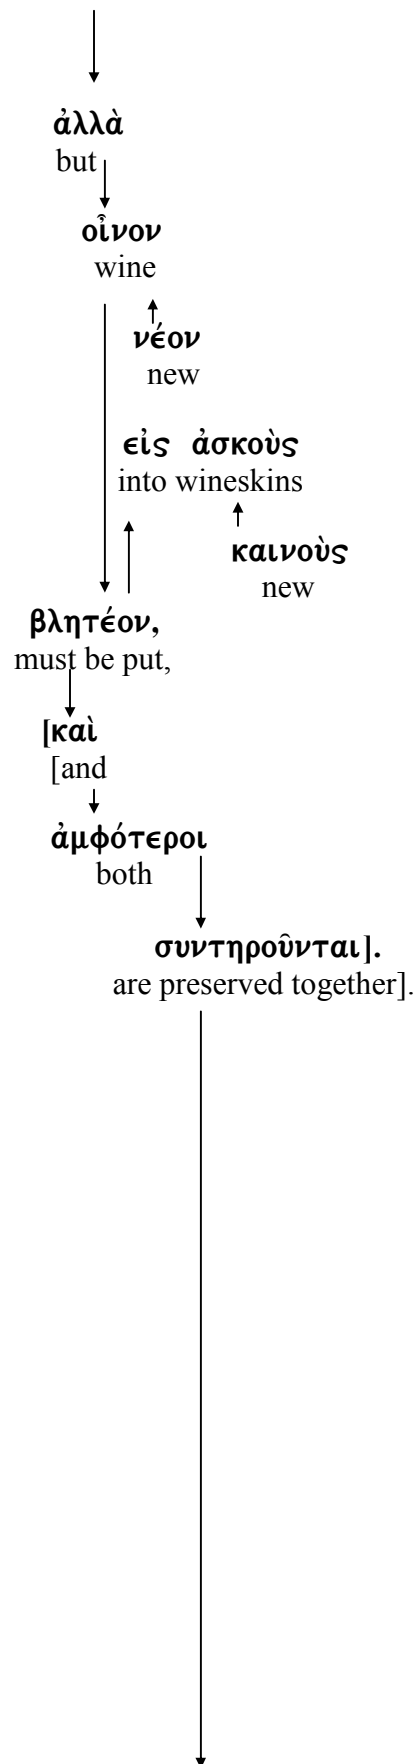 ἀλλὰ
but
οἶνον
wine
νέον
new
εἰς ἀσκοὺς
into wineskins
καινοὺς
new
βλητέον,
must be put,
[καὶ
[and
ἀμφότεροι
both
συντηροῦνται].
are preserved together].